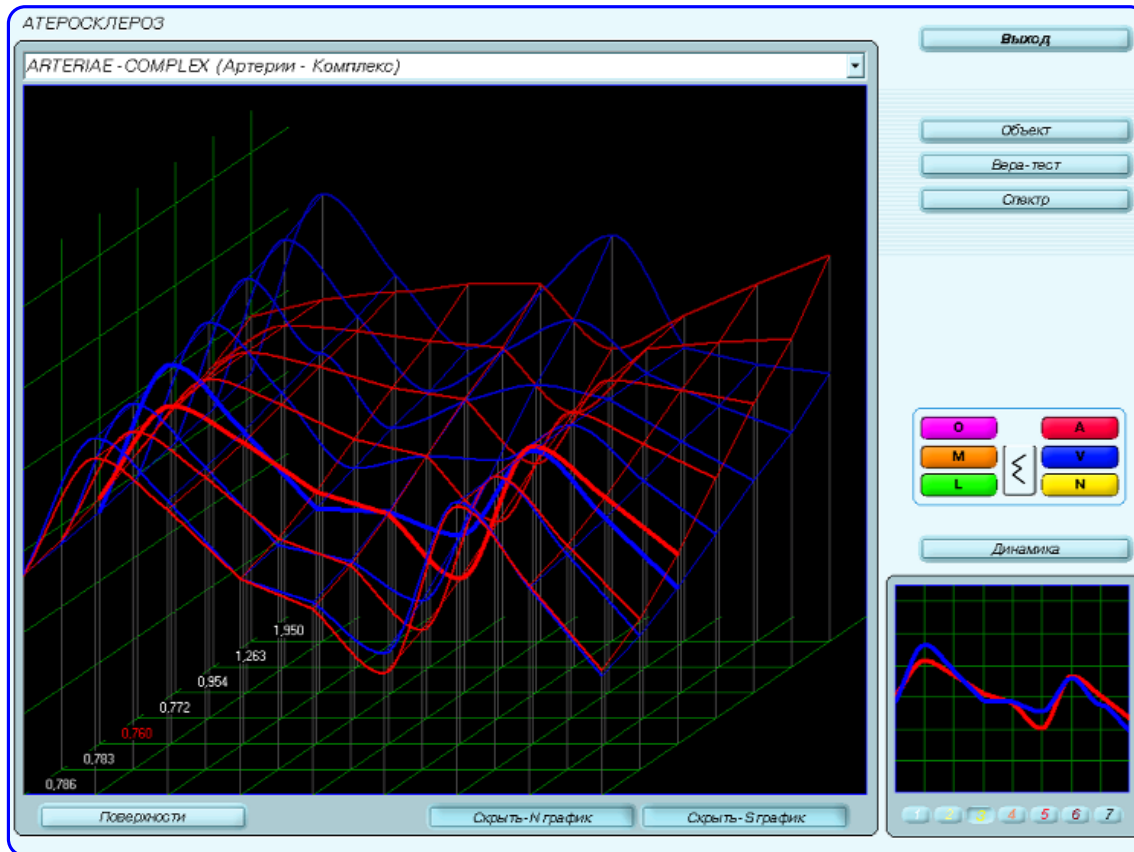 АТЕРОСКЛЕРОЗ
Выход
ARTERIAE - COMPLEX (Артерии - Комплекс)
Объект
Вера-тест
Спектр
O
A
M
V
L
N
Динамика
1,950
1,263
0,954
0,772
0,760
0,783
0,786
Поверхности
Скрыть-N график
Скрыть-S график
1 2 3 4 5 6 7